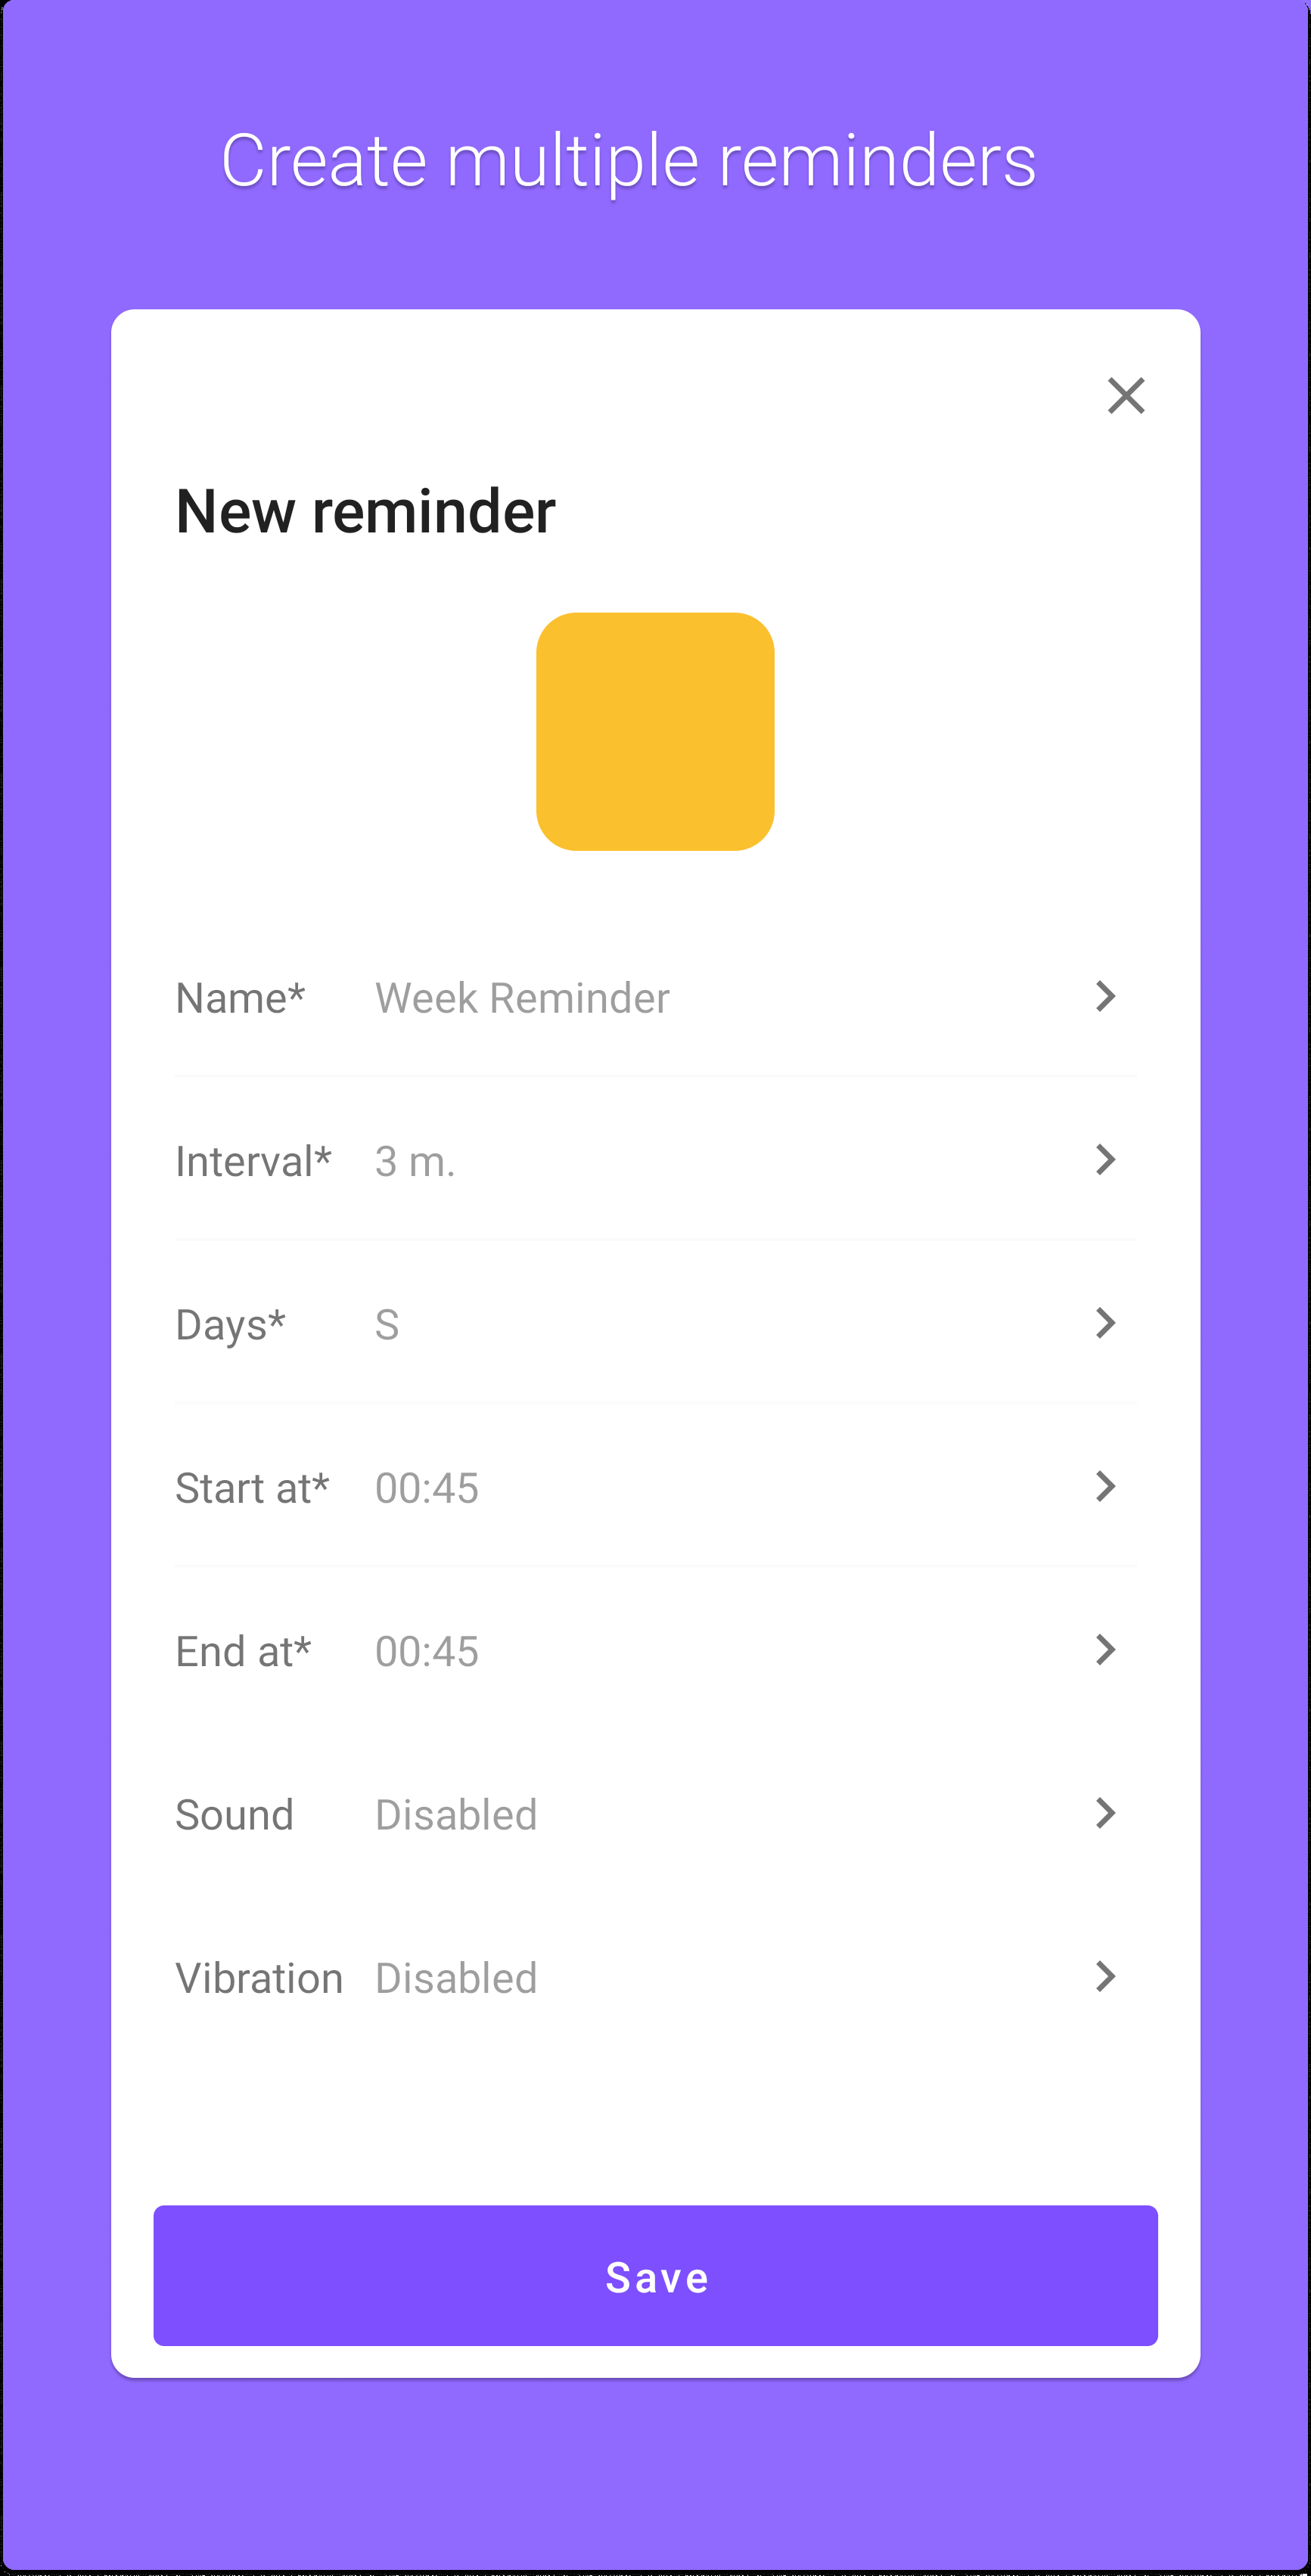 Create multiple reminders
New reminder
Name* Week Reminder
Interval* 3 m.
Days* S
Start at* 00:45
End at* 00:45
Sound Disabled
Vibration Disabled
Save